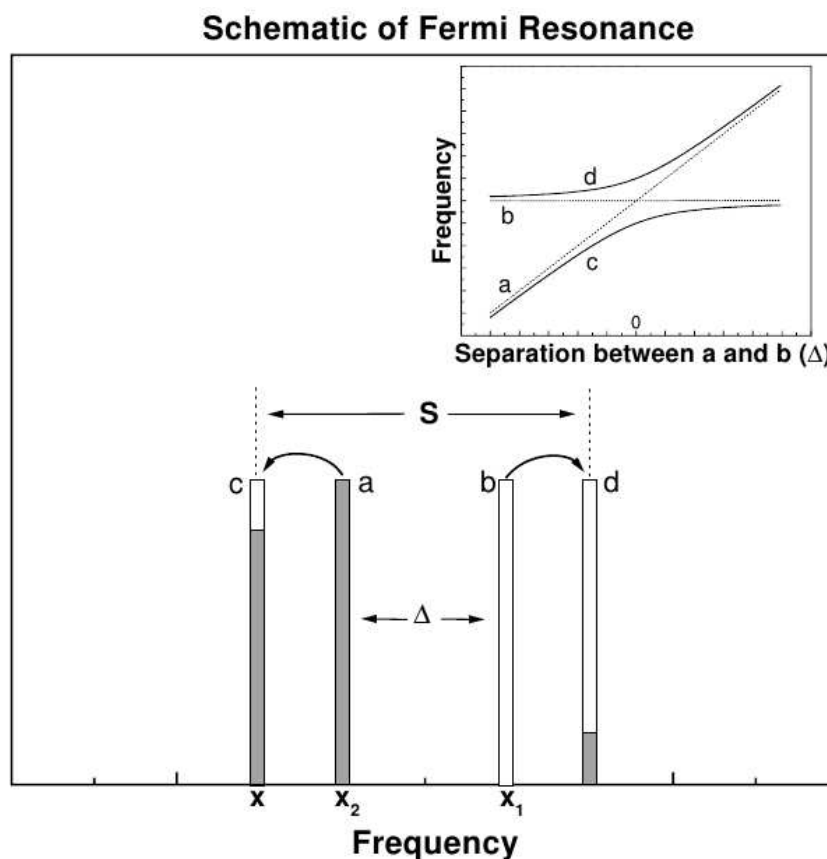 Schematic of Fermi Resonance
Frequency
d
b
a
c
0
Separation between a and b (Δ)
S
c a b d
Δ
x x₂ x₁
Frequency